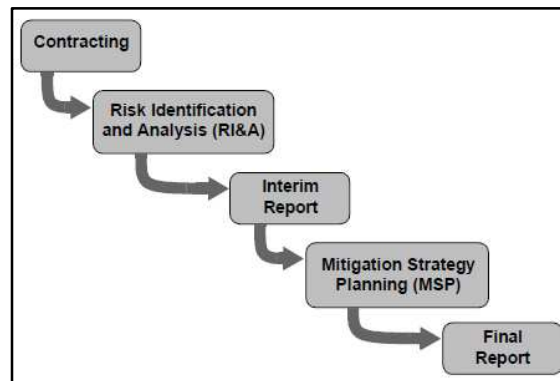 Contracting
Risk Identification
and Analysis (RI&A)
Interim
Report
Mitigation Strategy
Planning (MSP)
Final
Report